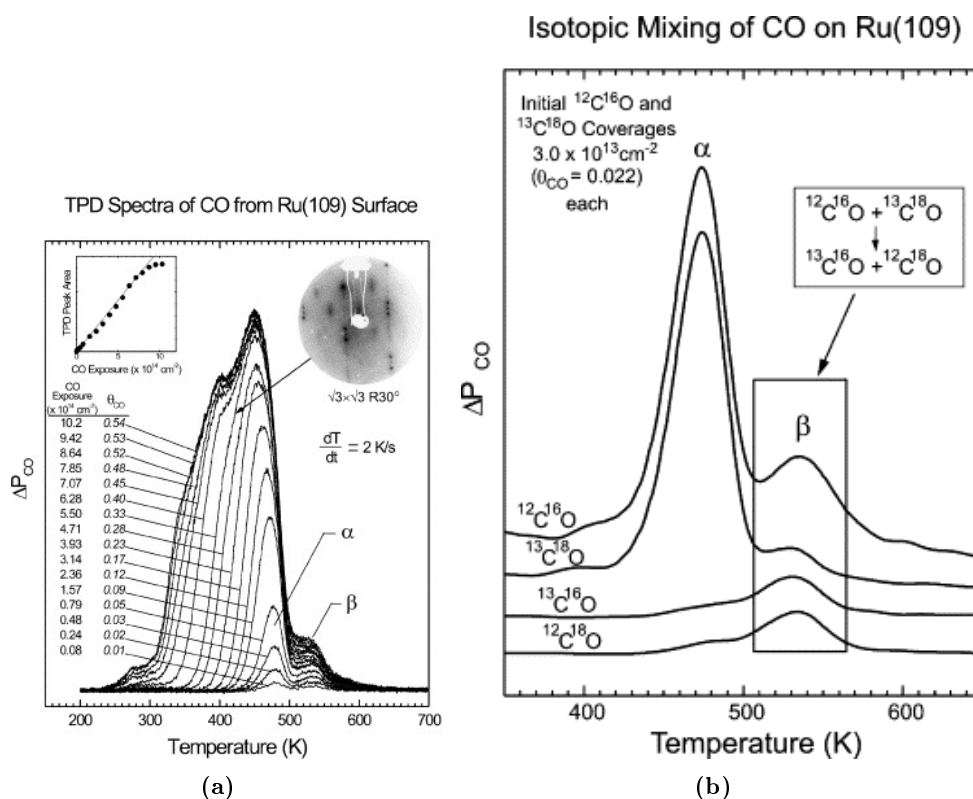 TPD Spectra of CO from Ru(109) Surface
TPD Peak Area
0 5 10
CO Exposure (x 10¹⁴ cm⁻²)
√3×√3 R30°
dT/dt = 2 K/s
CO Exposure (x 10¹⁴ cm⁻²) θCO
10.2 0.54
9.42 0.53
8.64 0.52
7.85 0.48
7.07 0.45
6.28 0.40
5.50 0.33
4.71 0.28
3.93 0.23
3.14 0.17
2.36 0.12
1.57 0.09
0.79 0.05
0.48 0.03
0.24 0.02
0.08 0.01
α
β
ΔPCO
200 300 400 500 600 700
Temperature (K)
(a)
Isotopic Mixing of CO on Ru(109)
Initial ¹²C¹⁶O and
¹³C¹⁸O Coverages
3.0 x 10¹³cm⁻²
(θCO = 0.022)
each
α
¹²C¹⁶O + ¹³C¹⁸O
¹³C¹⁶O + ¹²C¹⁸O
β
ΔPCO
¹²C¹⁶O
¹³C¹⁸O
¹³C¹⁶O
¹²C¹⁸O
400 500 600
Temperature (K)
(b)